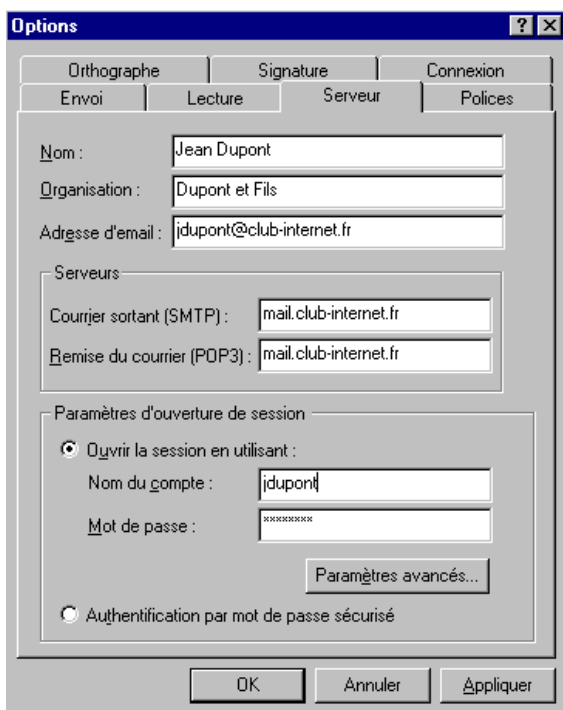 Options
Orthographe Signature Connexion
Envoi Lecture Serveur Polices
Nom : Jean Dupont
Organisation : Dupont et Fils
Adresse d'email : jdupont@club-internet.fr
Serveurs
Courrier sortant (SMTP) : mail.club-internet.fr
Remise du courrier (POP3) : mail.club-internet.fr
Paramètres d'ouverture de session
Ouvrir la session en utilisant :
Nom du compte : jdupont
Mot de passe : ********
Paramètres avancés...
Authentification par mot de passe sécurisé
OK Annuler Appliquer